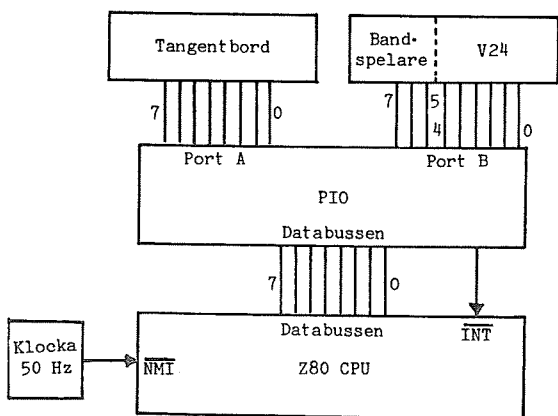 Tangentbord
Band-
spelare
V24
7
0
7
5
4
0
Port A
Port B
PIO
Databussen
7
0
Databussen
INT
Klocka
50 Hz
NMI
Z80 CPU